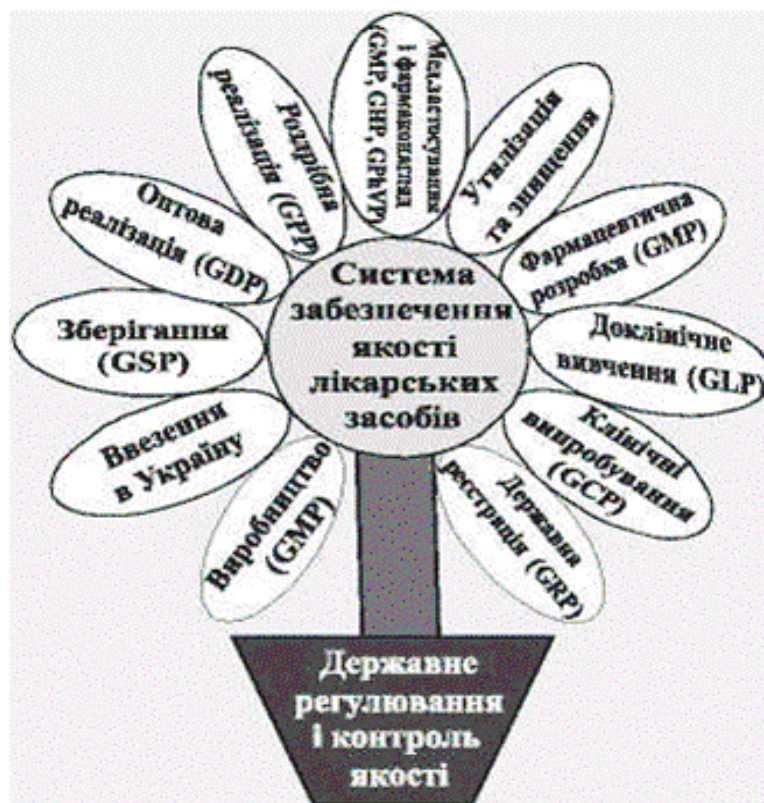 Мед.застосування
і фармаконагляд
(GMP, GHP, GPhVP)
Утилізація
та знищення
Фармацевтична
розробка (GMP)
Доклінічне
вивчення (GLP)
Клінічні
випробування
(GCP)
Державна
реєстрація (GRP)
Виробництво
(GMP)
Ввезення
в Україну
Зберігання
(GSP)
Оптова
реалізація (GDP)
Роздрібна
реалізація (GPP)
Система
забезпечення
якості
лікарських
засобів
Державне
регулювання
і контроль
якості